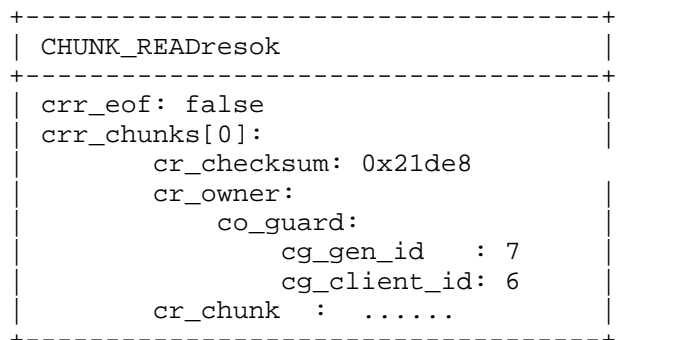 +-----------------------------------+
| CHUNK_READresok                   |
+-----------------------------------+
| crr_eof: false                    |
| crr_chunks[0]:                    |
|        cr_checksum: 0x21de8
|        cr_owner:                  |
|            co_guard:              |
|                cg_gen_id   : 7    |
|                cg_client_id: 6    |
|        cr_chunk  :  ......        |
+-----------------------------------+